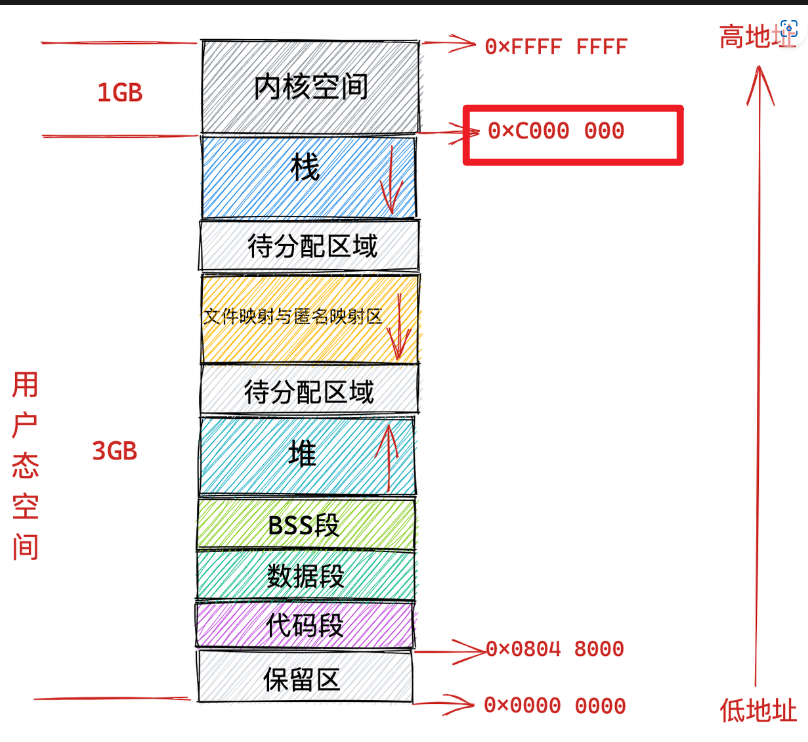 0×FFFF FFFF
高地址
内核空间
1GB
0×C000 000
栈
待分配区域
文件映射与匿名映射区
待分配区域
用户态空间
3GB
堆
BSS段
数据段
代码段
0×0804 8000
保留区
0×0000 0000
低地址